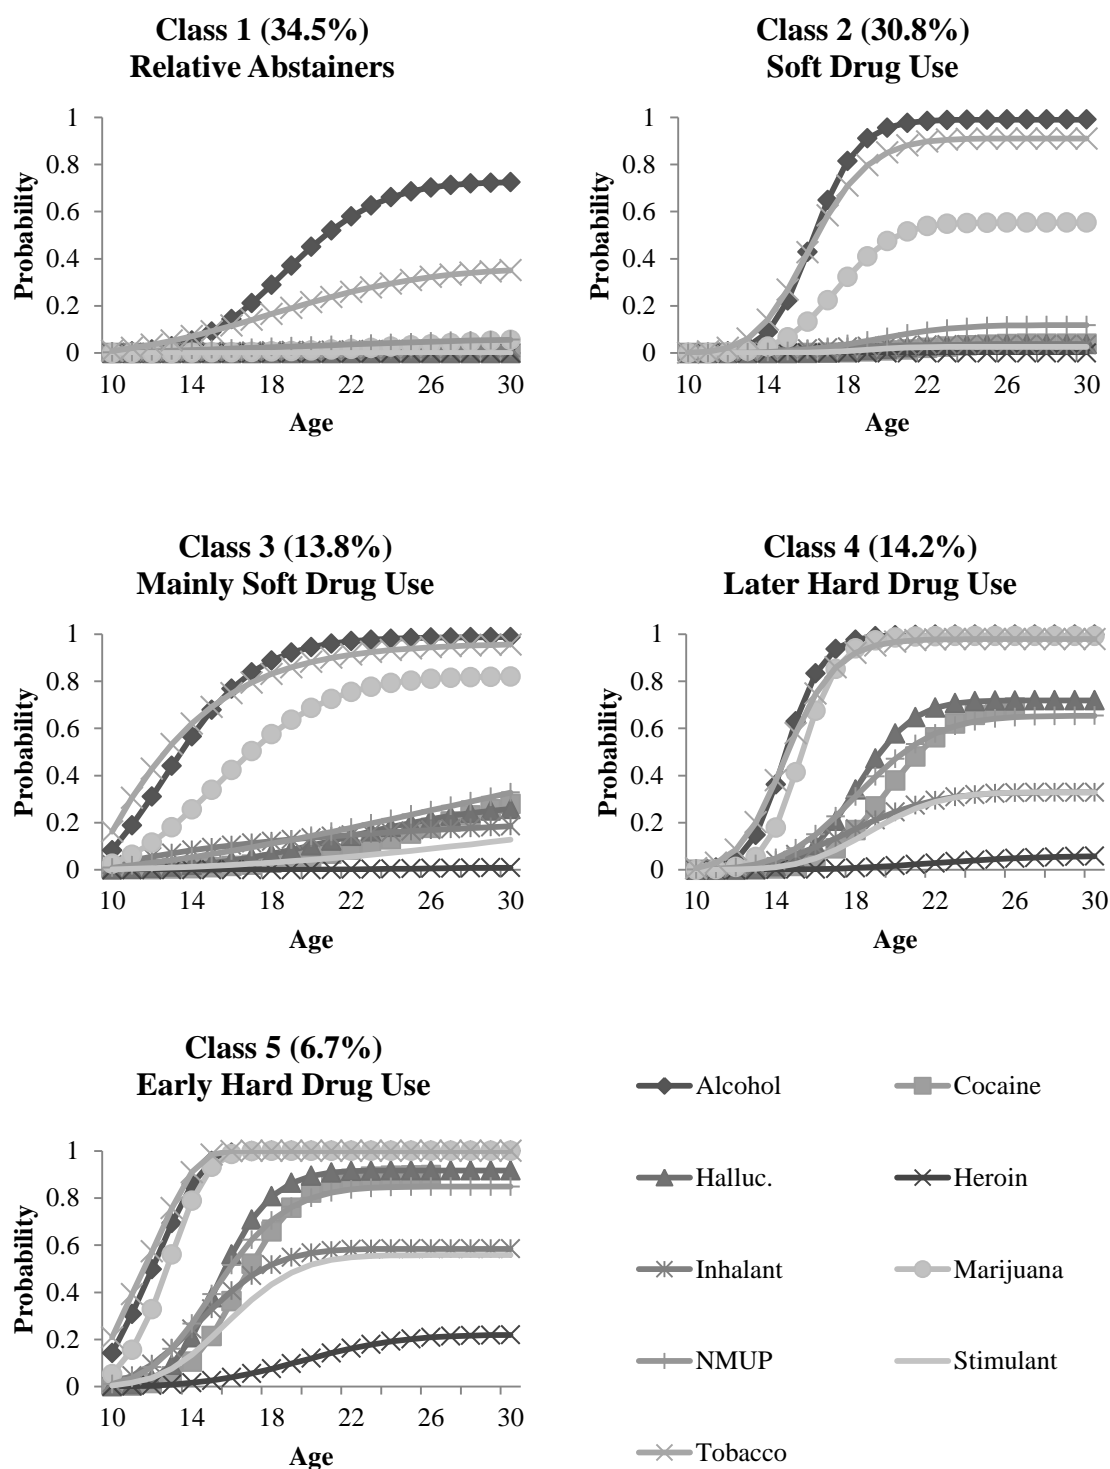 Class 1 (34.5%)
Relative Abstainers
Probability
1
0.8
0.6
0.4
0.2
0
10 14 18 22 26 30
Age
Class 2 (30.8%)
Soft Drug Use
Probability
1
0.8
0.6
0.4
0.2
0
10 14 18 22 26 30
Age
Class 3 (13.8%)
Mainly Soft Drug Use
Probability
1
0.8
0.6
0.4
0.2
0
10 14 18 22 26 30
Age
Class 4 (14.2%)
Later Hard Drug Use
Probability
1
0.8
0.6
0.4
0.2
0
10 14 18 22 26 30
Age
Class 5 (6.7%)
Early Hard Drug Use
Probability
1
0.8
0.6
0.4
0.2
0
10 14 18 22 26 30
Age
Alcohol
Cocaine
Halluc.
Heroin
Inhalant
Marijuana
NMUP
Stimulant
Tobacco